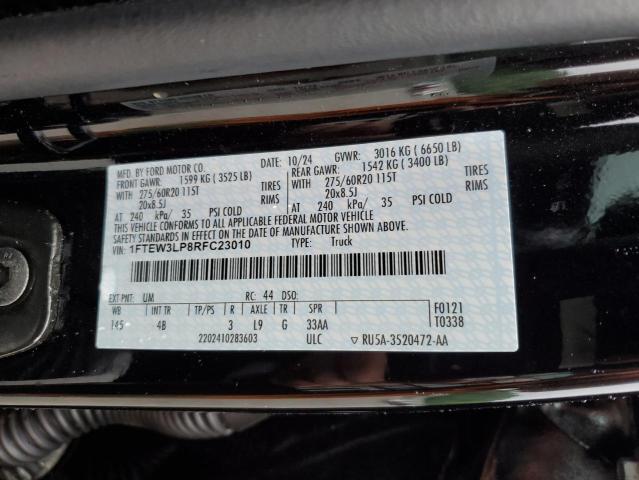 MFD. BY FORD MOTOR CO. DATE: 10/24 GVWR: 3016 KG ( 6650 LB)
FRONT GAWR: 1599 KG ( 3525 LB) REAR GAWR: 1542 KG ( 3400 LB)
WITH 275/60R20 115T TIRES WITH 275/60R20 115T TIRES
20x8.5J RIMS 20x8.5J RIMS
AT 240 kPa/ 35 PSI COLD AT 240 kPa/ 35 PSI COLD
THIS VEHICLE CONFORMS TO ALL APPLICABLE FEDERAL MOTOR VEHICLE
SAFETY AND THEFT PREVENTION STANDARDS IN EFFECT ON THE DATE OF MANUFACTURE SHOWN ABOVE.
VIN: 1FTEW3LP8RFC23010 TYPE: Truck
EXT PNT: UM RC: 44 DSO:
WB INT TR TP/PS R AXLE TR SPR F0121
145 4B 3 L9 G 33AA T0338
2202410283603 ULC ▽ RU5A-3S20472-AA